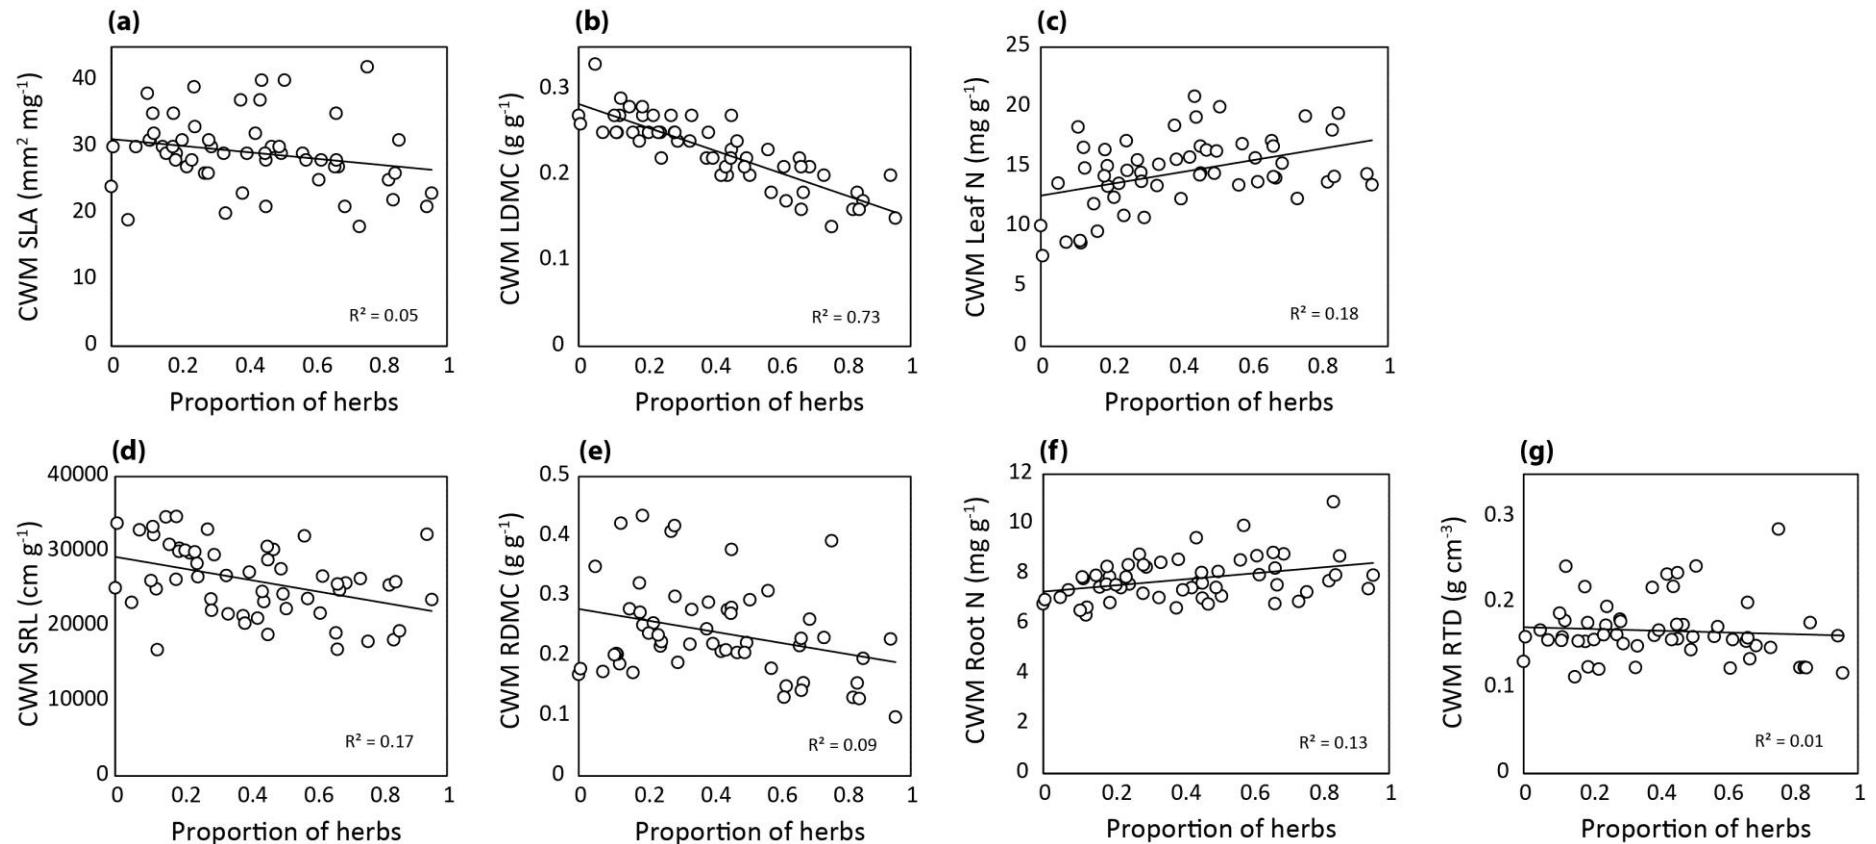 (a)
CWM SLA (mm² mg⁻¹)
40
30
20
10
0
R² = 0.05
0 0.2 0.4 0.6 0.8 1
Proportion of herbs
(b)
CWM LDMC (g g⁻¹)
0.3
0.2
0.1
0
R² = 0.73
0 0.2 0.4 0.6 0.8 1
Proportion of herbs
(c)
CWM Leaf N (mg g⁻¹)
25
20
15
10
5
0
R² = 0.18
0 0.2 0.4 0.6 0.8 1
Proportion of herbs
(d)
CWM SRL (cm g⁻¹)
40000
30000
20000
10000
0
R² = 0.17
0 0.2 0.4 0.6 0.8 1
Proportion of herbs
(e)
CWM RDMC (g g⁻¹)
0.5
0.4
0.3
0.2
0.1
0
R² = 0.09
0 0.2 0.4 0.6 0.8 1
Proportion of herbs
(f)
CWM Root N (mg g⁻¹)
12
10
8
6
4
2
0
R² = 0.13
0 0.2 0.4 0.6 0.8 1
Proportion of herbs
(g)
CWM RTD (g cm⁻³)
0.3
0.2
0.1
0
R² = 0.01
0 0.2 0.4 0.6 0.8 1
Proportion of herbs